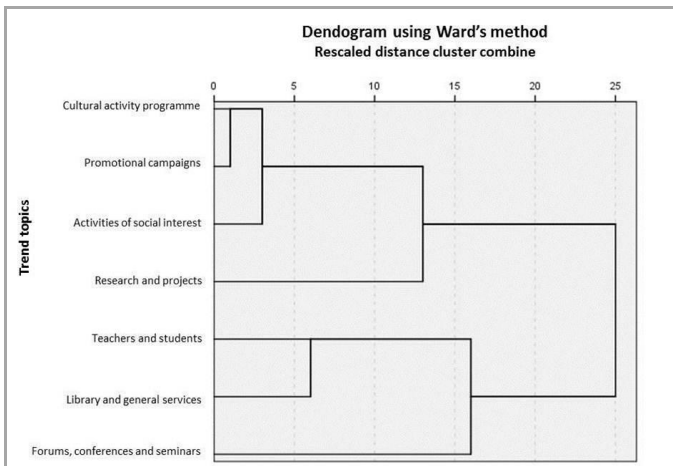 Dendogram using Ward's method
Rescaled distance cluster combine
0 5 10 15 20 25
Cultural activity programme
Promotional campaigns
Activities of social interest
Trend topics
Research and projects
Teachers and students
Library and general services
Forums, conferences and seminars